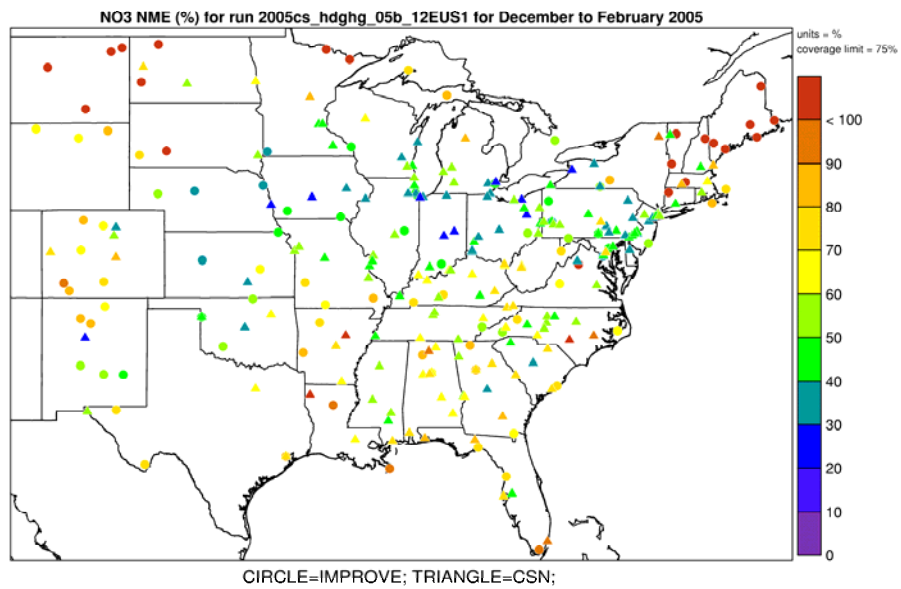 NO3 NME (%) for run 2005cs_hdghg_05b_12EUS1 for December to February 2005
units = %
coverage limit = 75%
< 100
90
80
70
60
50
40
30
20
10
0
CIRCLE=IMPROVE; TRIANGLE=CSN;